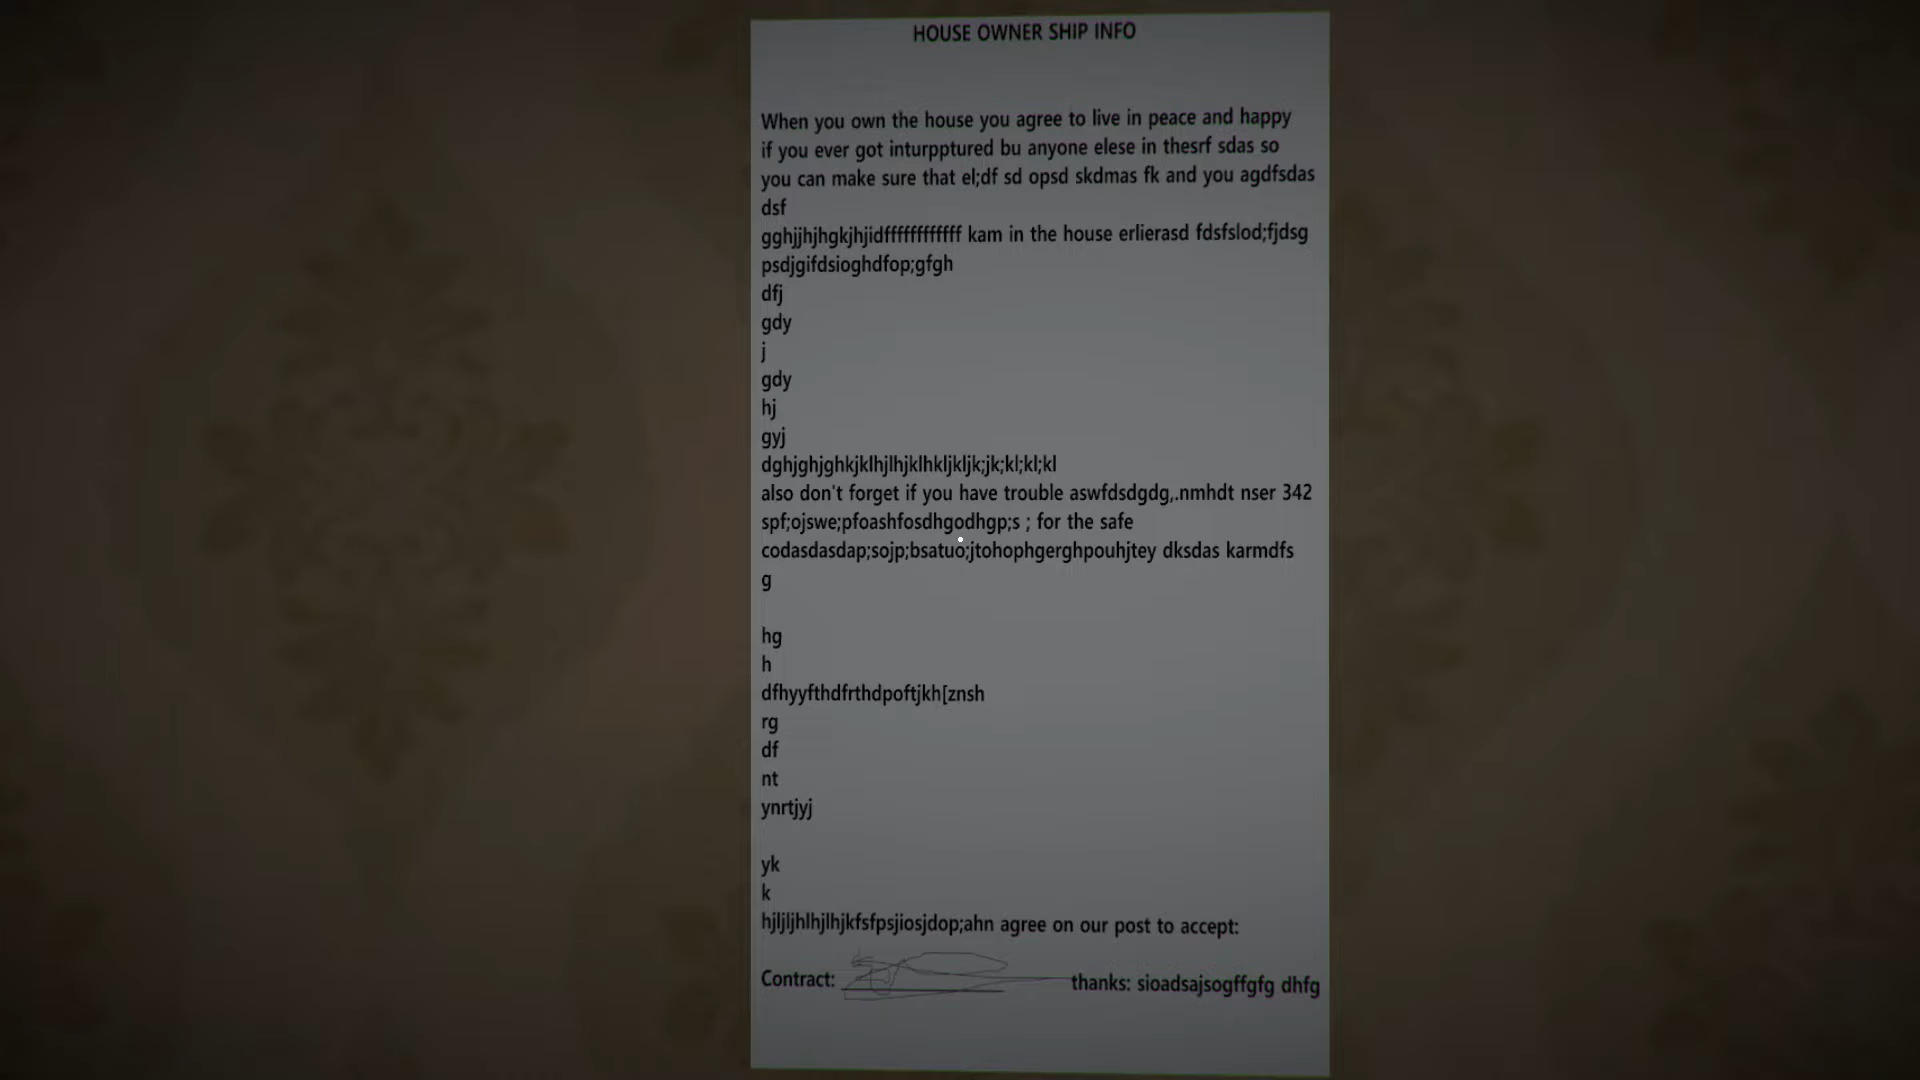 HOUSE OWNER SHIP INFO
When you own the house you agree to live in peace and happy
if you ever got inturpptured bu anyone elese in thesrf sdas so
you can make sure that el;df sd opsd skdmas fk and you agdfsdas
dsf
gghjjhjhgkjhjidffffffffffff kam in the house erlierasd fdsfslod;fjdsg
psdjgifdsioghdfop;gfgh
dfj
gdy
j
gdy
hj
gyj
dghjghjghkjklhjlhjklhkljkljk;jk;kl;kl;kl
also don't forget if you have trouble aswfdsdgdg,.nmhdt nser 342
spf;ojswe;pfoashfosdhgodhgp;s ; for the safe
codasdasdap;sojp;bsatuo;jtohophgerghpouhjtey dksdas karmdfs
g
hg
h
dfhyyfthdfrthdpoftjkh[znsh
rg
df
nt
ynrtjyj
yk
k
hjljljhlhjlhjkfsfpsjiosjdop;ahn agree on our post to accept:
Contract: thanks: sioadsajsogffgfg dhfg